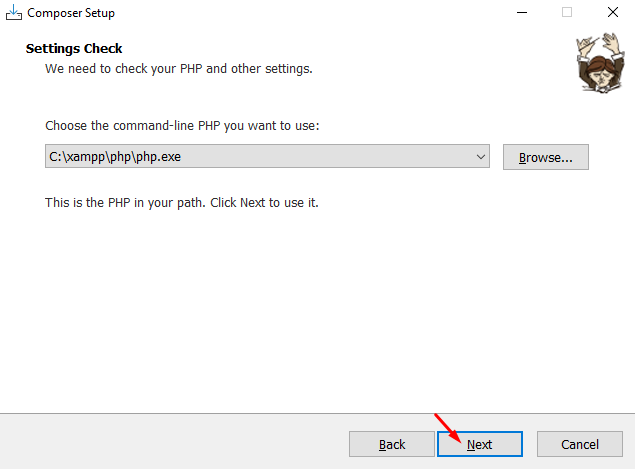 Composer Setup
Settings Check
We need to check your PHP and other settings.
Choose the command-line PHP you want to use:
C:\xampp\php\php.exe
Browse...
This is the PHP in your path. Click Next to use it.
Back
Next
Cancel